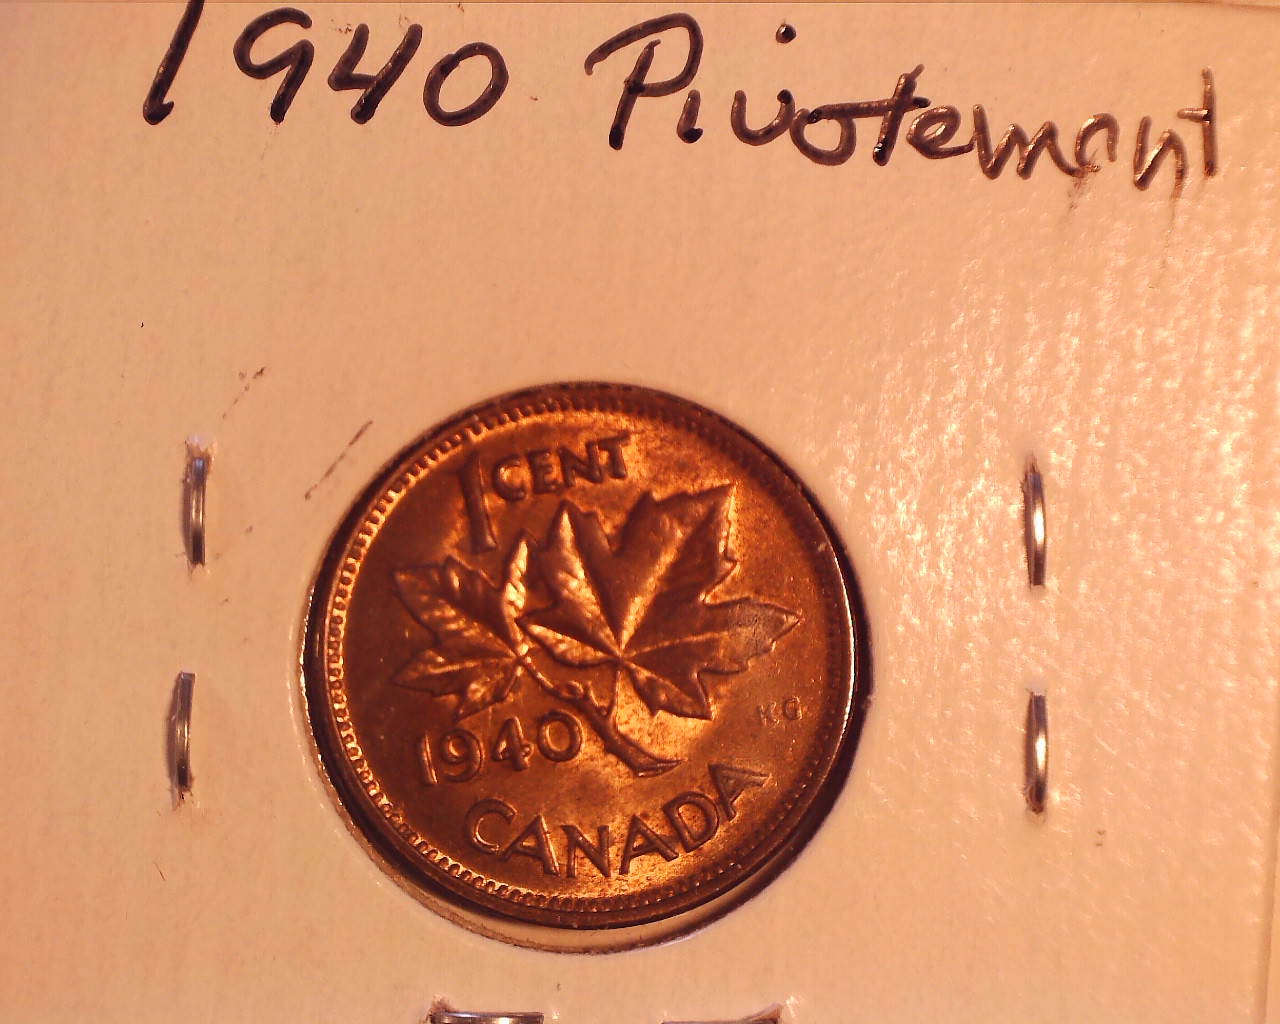 1940 Pivotemant
1 CENT
KG
1940
CANADA